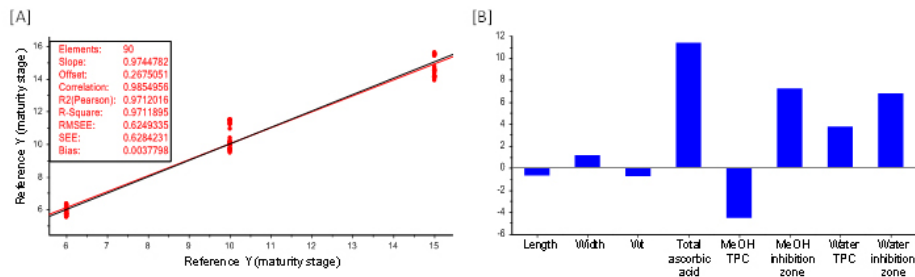 [A]
[B]
Elements: 90
Slope: 0.9744782
Offset: 0.2675051
Correlation: 0.9854956
R2(Pearson): 0.9712016
R-Square: 0.9711895
RMSEE: 0.6249335
SEE: 0.6284231
Bias: 0.0037798
Reference Y (maturity stage)
16
14
12
10
8
6
6 7 8 9 10 11 12 13 14 15
Reference Y (maturity stage)
12
10
8
6
4
2
0
-2
-4
-6
Length Width Wt Total ascorbic acid MeOH TPC MeOH inhibition zone Water TPC Water inhibition zone